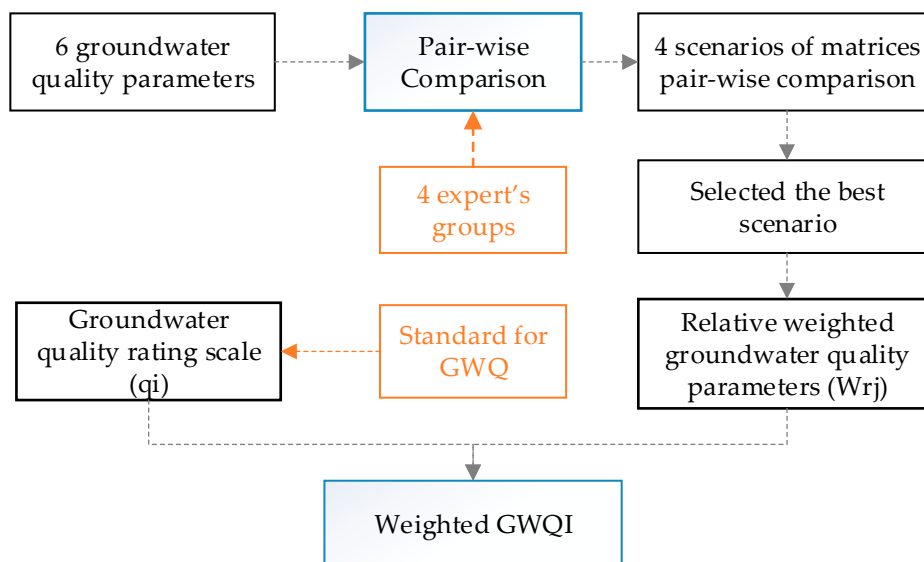 6 groundwater
quality parameters
Pair-wise
Comparison
4 scenarios of matrices
pair-wise comparison
4 expert’s
groups
Selected the best
scenario
Groundwater
quality rating scale
(qi)
Standard for
GWQ
Relative weighted
groundwater quality
parameters (Wrj)
Weighted GWQI